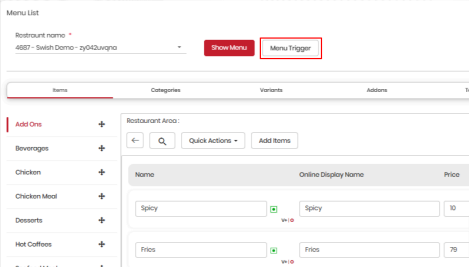 Menu List
Restraunt name *
4687 - Swish Demo - zy042uvqna
Show Menu
Menu Trigger
Items Categories Variants Addons
Add Ons +
Beverages +
Chicken +
Chicken Meal +
Desserts +
Hot Coffees +
Restaurant Area :
Quick Actions
Add Items
Name Online Display Name Price
Spicy Spicy 10
Fries Fries 79